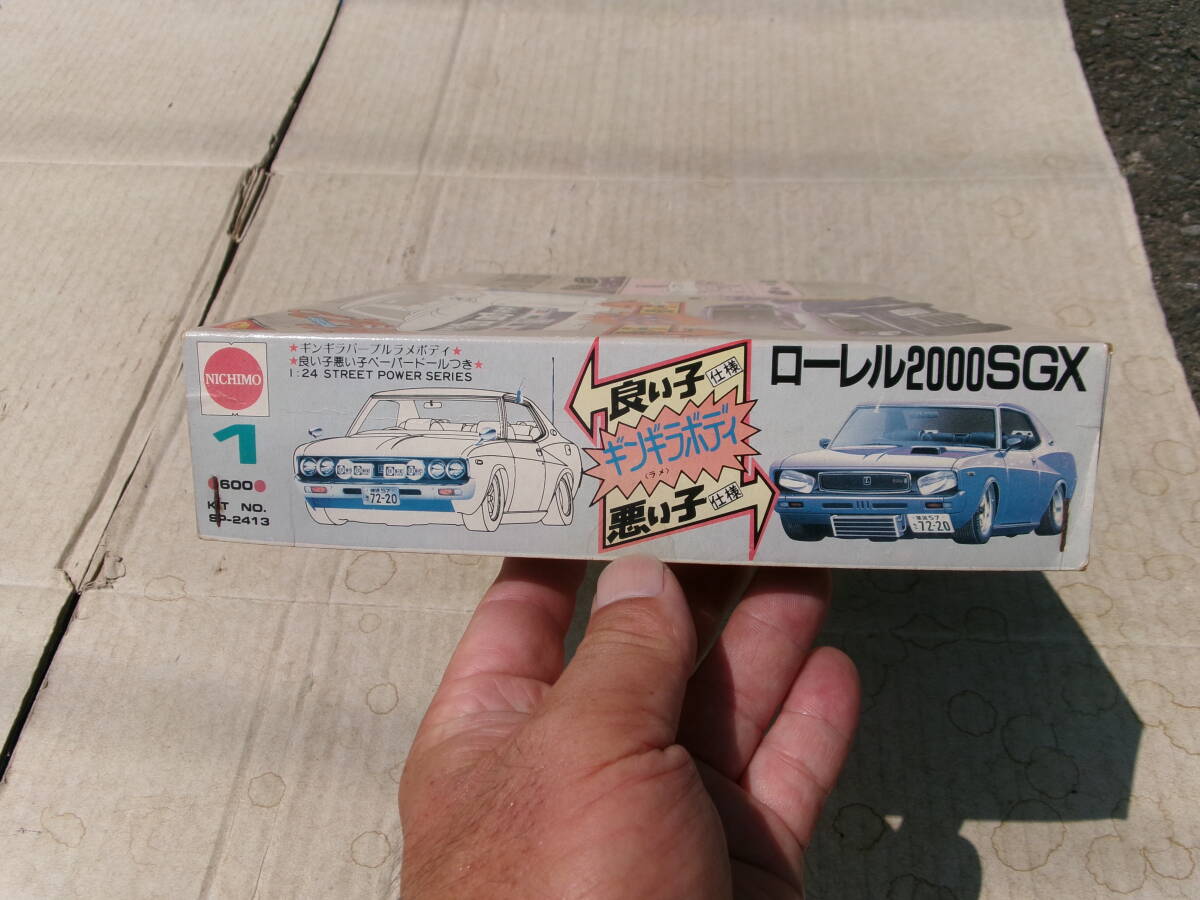 NICHIMO
1
●600●
KIT NO.
SP-2413
★ギンギラパープルラメボディ★
★良い子悪い子ペーパードールつき★
1:24 STREET POWER SERIES
72-20
良い子仕様
ギンギラボディ
(ラメ)
悪い子仕様
ローレル2000SGX
72-20